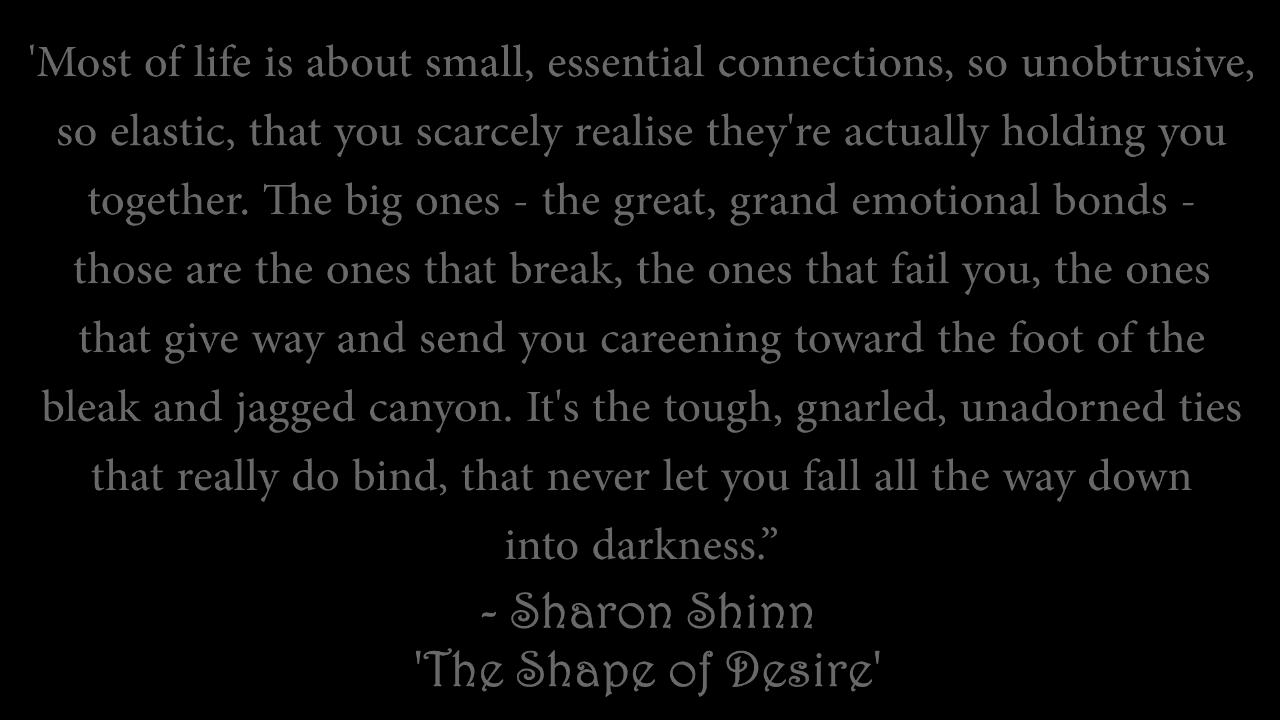 'Most of life is about small, essential connections, so unobtrusive,
so elastic, that you scarcely realise they're actually holding you
together. The big ones - the great, grand emotional bonds -
those are the ones that break, the ones that fail you, the ones
that give way and send you careening toward the foot of the
bleak and jagged canyon. It's the tough, gnarled, unadorned ties
that really do bind, that never let you fall all the way down
into darkness.”
- Sharon Shinn
'The Shape of Desire'